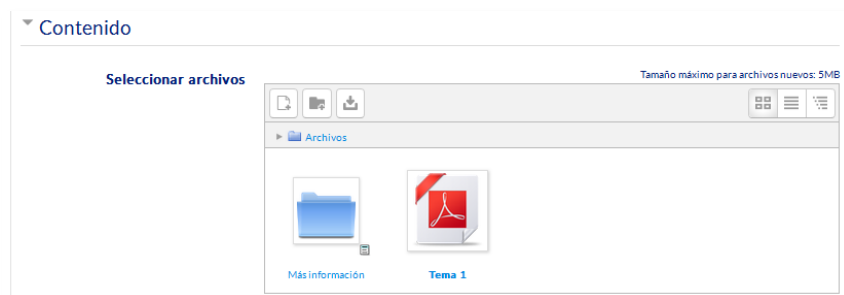 Contenido
Seleccionar archivos
Tamaño máximo para archivos nuevos: 5MB
Archivos
Más información
Tema 1